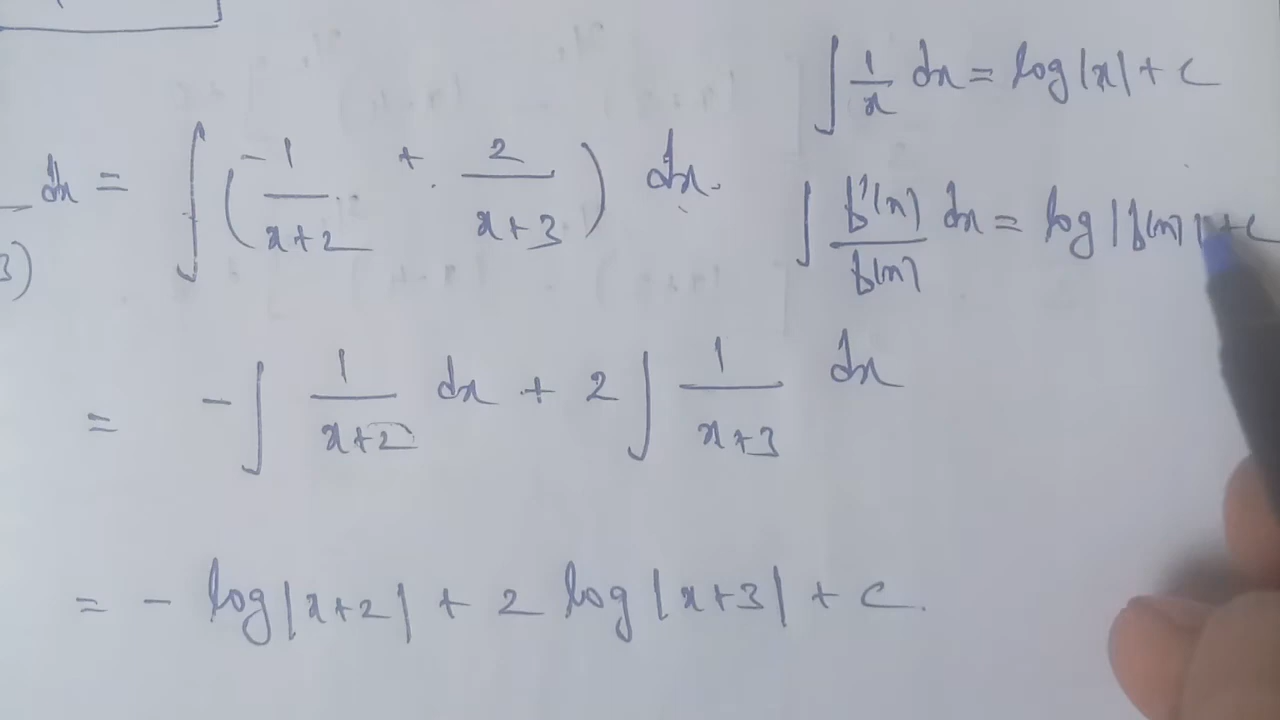 ∫ 1/x dx = log|x| + c
dx = ∫ (-1/x+2 + 2/x+3) dx.
3)
∫ f'(x)/f(x) dx = log|f(x)| + c
= -∫ 1/x+2 dx + 2 ∫ 1/x+3 dx
= - log|x+2| + 2 log|x+3| + c.